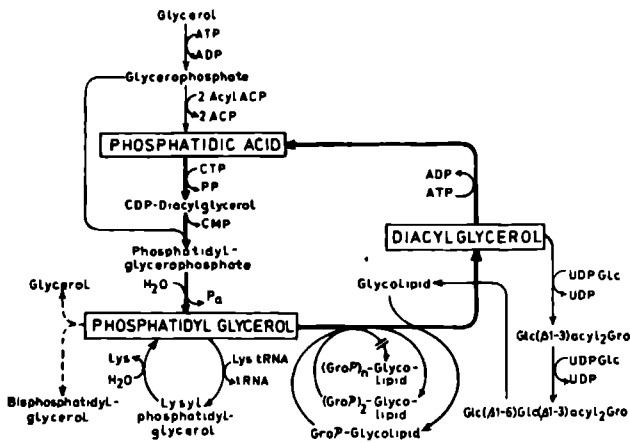 Glycerol
ATP
ADP
Glycerophosphate
2 Acyl ACP
2 ACP
PHOSPHATIDIC ACID
CTP
PP
CDP-Diacylglycerol
CMP
Phosphatidyl-
glycerophosphate
H₂O
Pa
Glycerol
PHOSPHATIDYL GLYCEROL
Lys
H₂O
Lys tRNA
tRNA
Lysyl
phosphatidyl-
glycerol
Bisphosphatidyl-
glycerol
ADP
ATP
DIACYLGLYCEROL
Glycolipid
UDPGlc
UDP
Glc(β1-3)acyl₂Gro
UDPGlc
UDP
Glc(β1-6)Glc(β1-3)acyl₂Gro
(GroP)n-Glyco-
lipid
(GroP)₂-Glyco-
lipid
GroP-Glycolipid